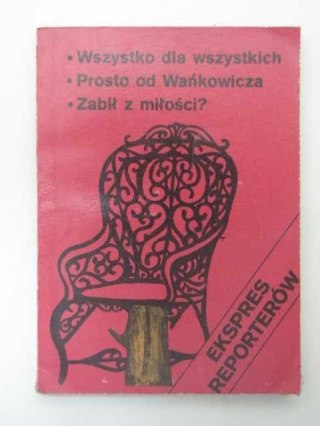 • Wszystko dla wszystkich
• Prosto od Wańkowicza
• Zabił z miłości?
EKSPRES
REPORTERÓW